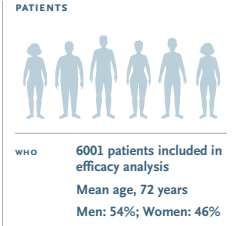 PATIENTS
WHO
6001 patients included in
efficacy analysis
Mean age, 72 years
Men: 54%; Women: 46%